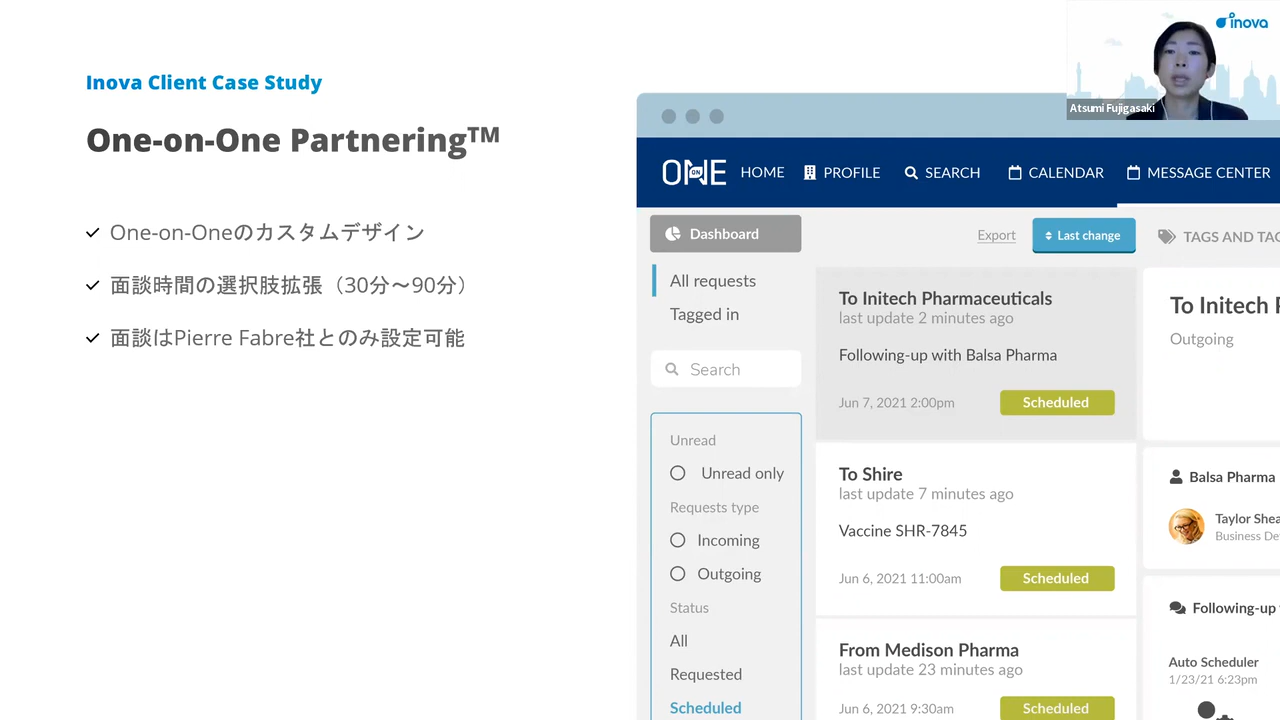 inova
Atsumi Fujigasaki
Inova Client Case Study
One-on-One Partnering™
One-on-Oneのカスタムデザイン
面談時間の選択肢拡張（30分～90分）
面談はPierre Fabre社とのみ設定可能
ONE ON
HOME
PROFILE
SEARCH
CALENDAR
MESSAGE CENTER
Dashboard
All requests
Tagged in
Search
Unread
Unread only
Requests type
Incoming
Outgoing
Status
All
Requested
Scheduled
Export
Last change
To Initech Pharmaceuticals
last update 2 minutes ago
Following-up with Balsa Pharma
Jun 7, 2021 2:00pm
Scheduled
To Shire
last update 7 minutes ago
Vaccine SHR-7845
Jun 6, 2021 11:00am
Scheduled
From Medison Pharma
last update 23 minutes ago
Jun 6, 2021 9:30am
Scheduled
TAGS AND TAG
To Initech P
Outgoing
Balsa Pharma
Taylor Shea
Business De
Following-up
Auto Scheduler
1/23/21 6:23pm